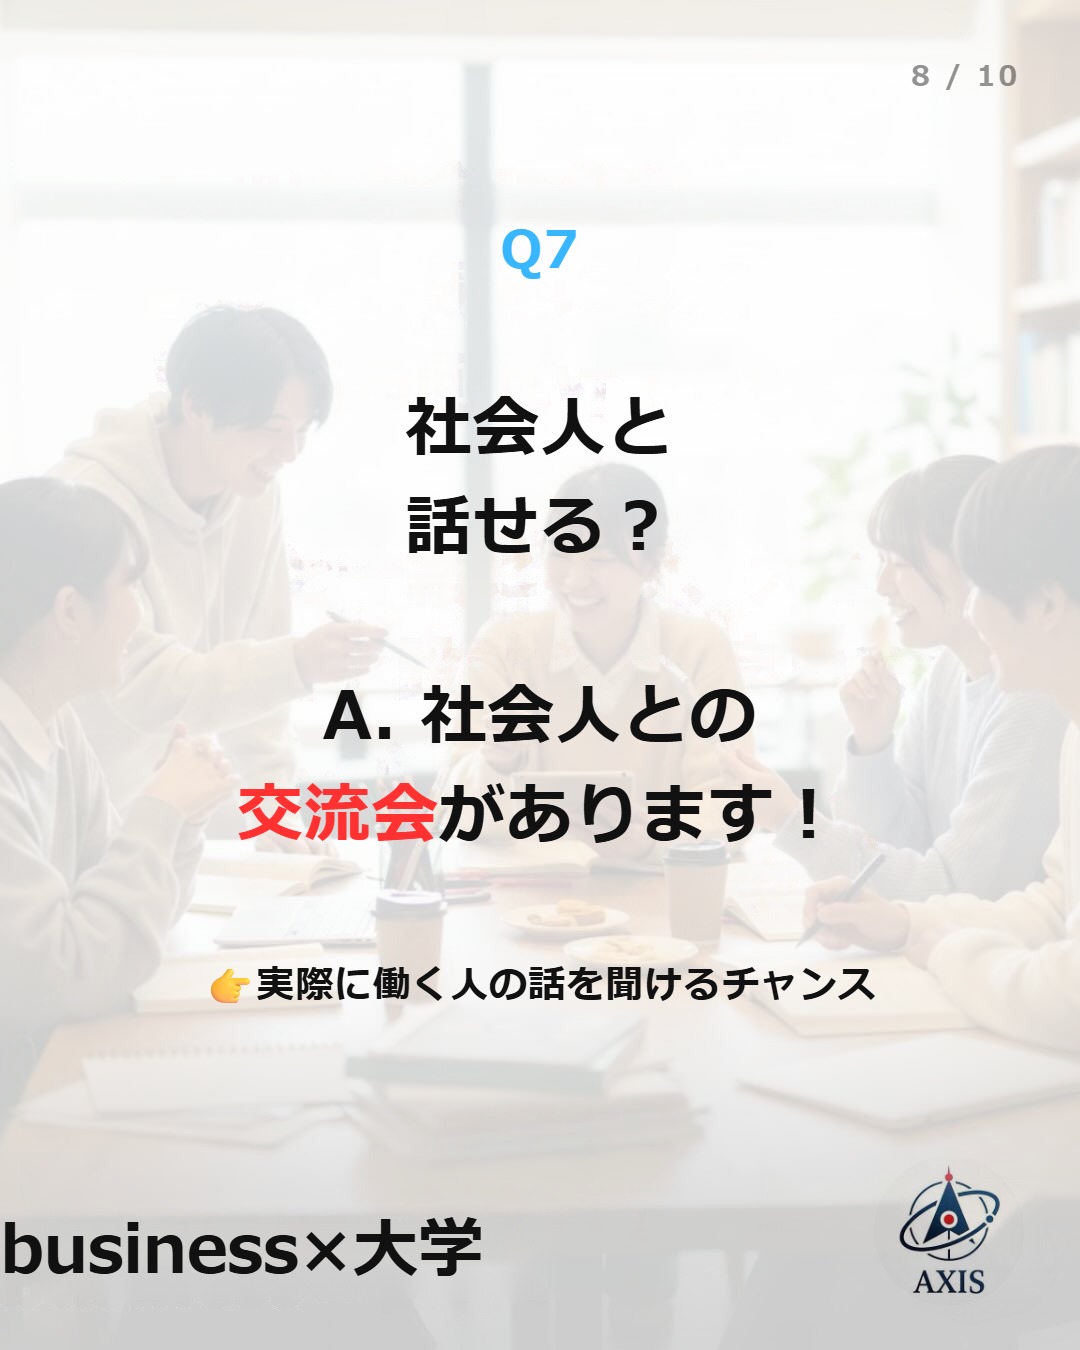 8 / 10
Q7
社会人と
話せる？
A. 社会人との
交流会があります！
👉実際に働く人の話を聞けるチャンス
business×大学
AXIS